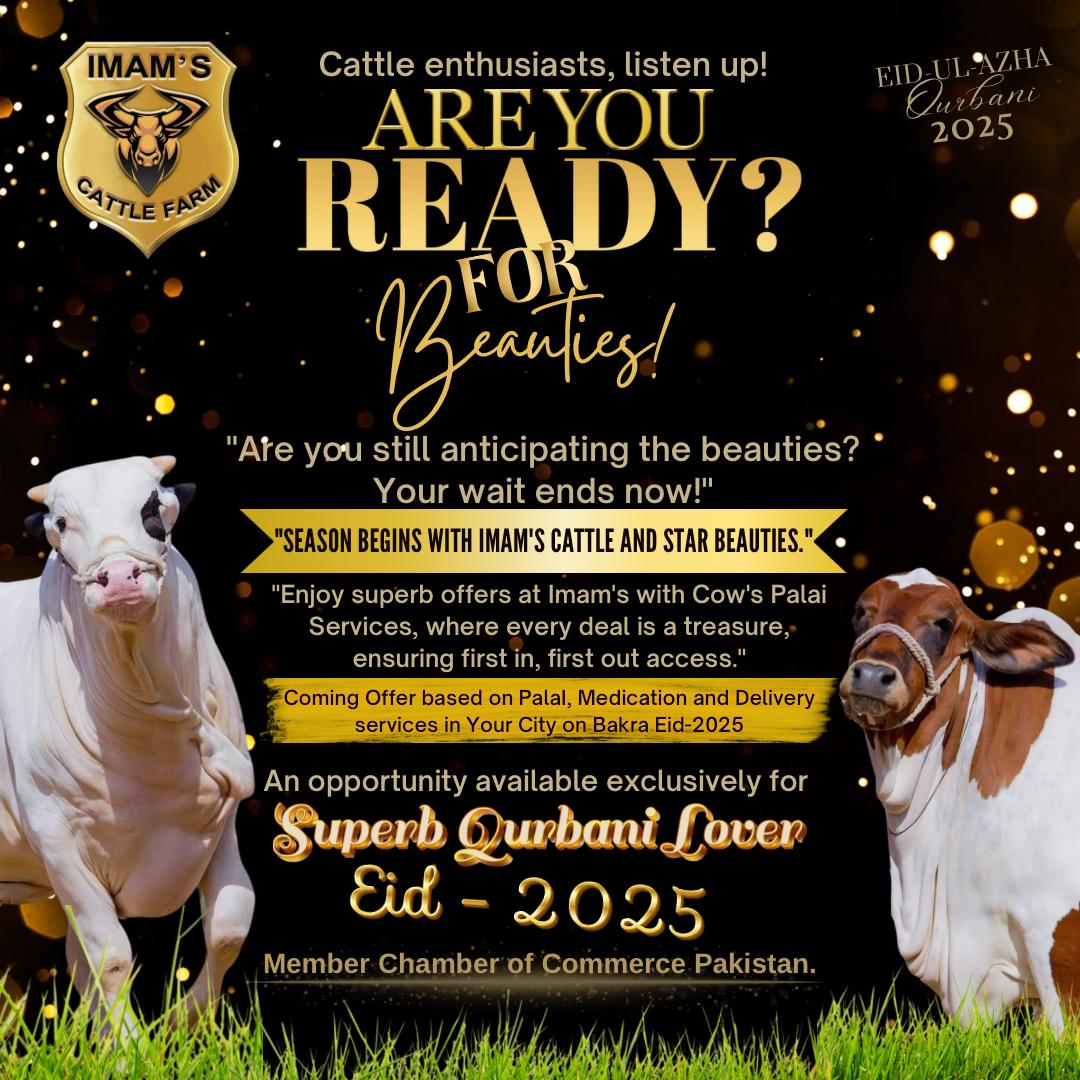 IMAM'S
CATTLE FARM
Cattle enthusiasts, listen up!
EID-UL-AZHA
Qurbani
2025
ARE YOU
READY?
FOR
Beauties!
"Are you still anticipating the beauties?
Your wait ends now!"
"SEASON BEGINS WITH IMAM'S CATTLE AND STAR BEAUTIES."
"Enjoy superb offers at Imam's with Cow's Palai
Services, where every deal is a treasure,
ensuring first in, first out access."
Coming Offer based on PalaI, Medication and Delivery
services in Your City on Bakra Eid-2025
An opportunity available exclusively for
Superb Qurbani Lover
Eid - 2025
Member Chamber of Commerce Pakistan.